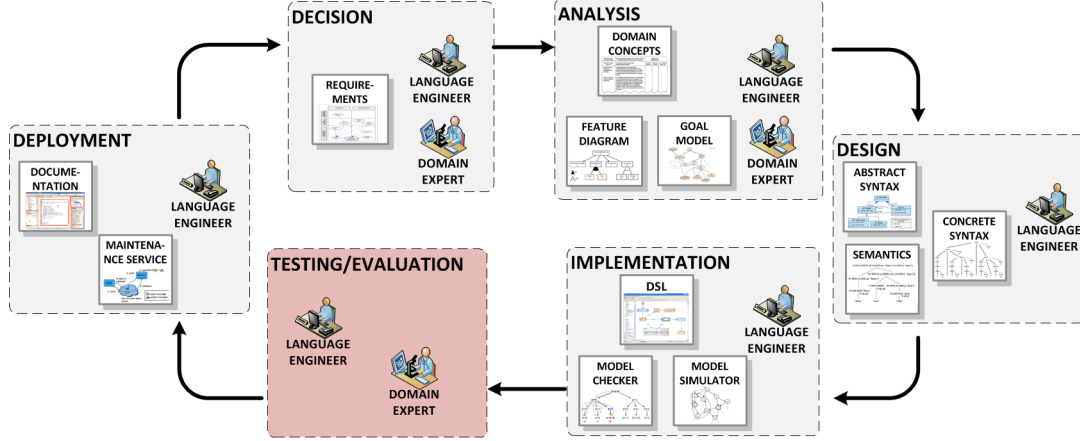 DECISION
REQUIRE-
MENTS
LANGUAGE
ENGINEER
DOMAIN
EXPERT
ANALYSIS
DOMAIN
CONCEPTS
LANGUAGE
ENGINEER
FEATURE
DIAGRAM
GOAL
MODEL
DOMAIN
EXPERT
DESIGN
ABSTRACT
SYNTAX
CONCRETE
SYNTAX
SEMANTICS
LANGUAGE
ENGINEER
IMPLEMENTATION
DSL
LANGUAGE
ENGINEER
MODEL
CHECKER
MODEL
SIMULATOR
TESTING/EVALUATION
LANGUAGE
ENGINEER
DOMAIN
EXPERT
DEPLOYMENT
DOCUME-
NTATION
LANGUAGE
ENGINEER
MAINTENA-
NCE SERVICE